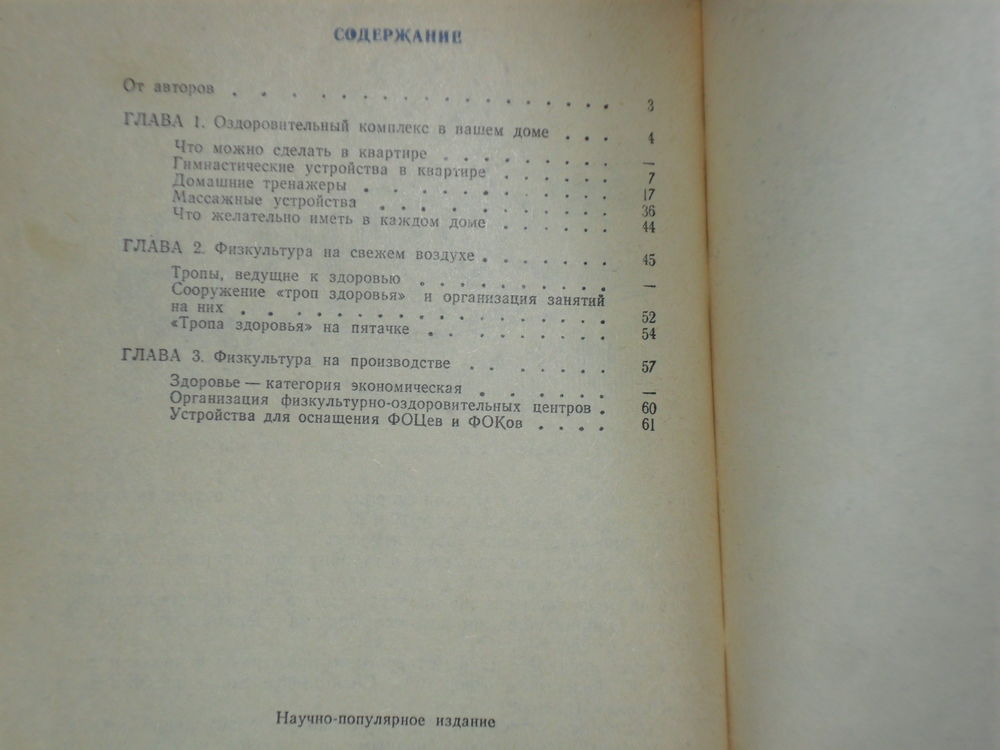 СОДЕРЖАНИЕ
От авторов . . . . . . . . . . . . . . . . . 3
ГЛАВА 1. Оздоровительный комплекс в вашем доме . . . 4
Что можно сделать в квартире . . . . . . . —
Гимнастические устройства в квартире . . . . . . 7
Домашние тренажеры . . . . . . . . . . 17
Массажные устройства . . . . . . . . . 36
Что желательно иметь в каждом доме . . . . . . 44
ГЛАВА 2. Физкультура на свежем воздухе . . . . . . . 45
Тропы, ведущие к здоровью . . . . . . . . —
Сооружение «троп здоровья» и организация занятий
на них . . . . . . . . . . . . . . 52
«Тропа здоровья» на пятачке . . . . . . . . 54
ГЛАВА 3. Физкультура на производстве . . . . . . 57
Здоровье — категория экономическая . . . . . —
Организация физкультурно-оздоровительных центров . 60
Устройства для оснащения ФОЦев и ФОКов . . . . 61
Научно-популярное издание